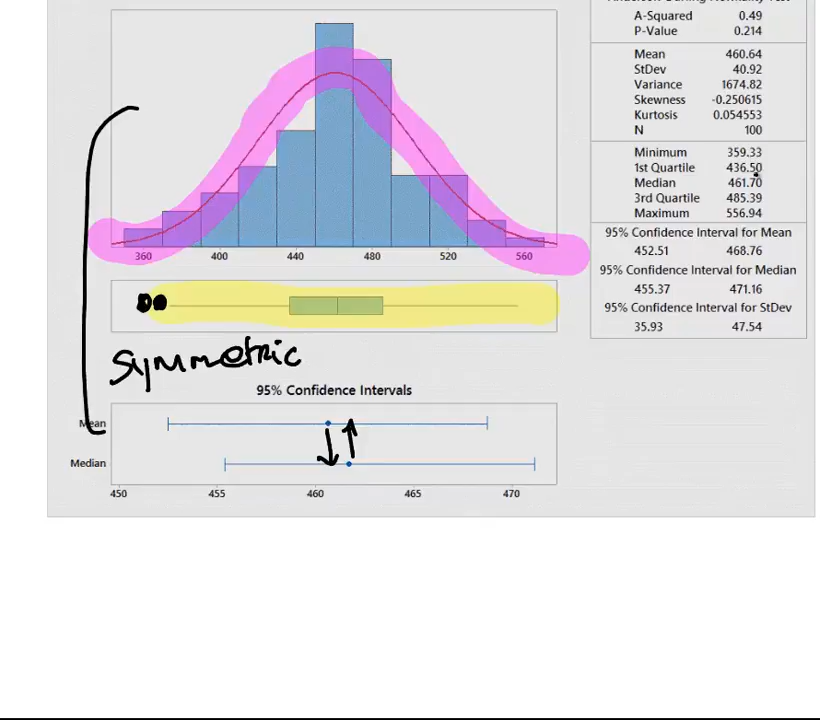 A-Squared 0.49
P-Value 0.214
Mean 460.64
StDev 40.92
Variance 1674.82
Skewness -0.250615
Kurtosis 0.054553
N 100
Minimum 359.33
1st Quartile 436.50
Median 461.70
3rd Quartile 485.39
Maximum 556.94
95% Confidence Interval for Mean
452.51 468.76
95% Confidence Interval for Median
455.37 471.16
95% Confidence Interval for StDev
35.93 47.54
360 400 440 480 520 560
Symmetric
95% Confidence Intervals
Mean
Median
450 455 460 465 470